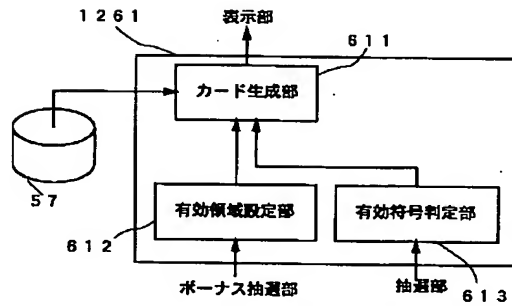 1261
表示部
611
カード生成部
57
有効領域設定部
有効符号判定部
612
ボーナス抽選部
抽選部
613